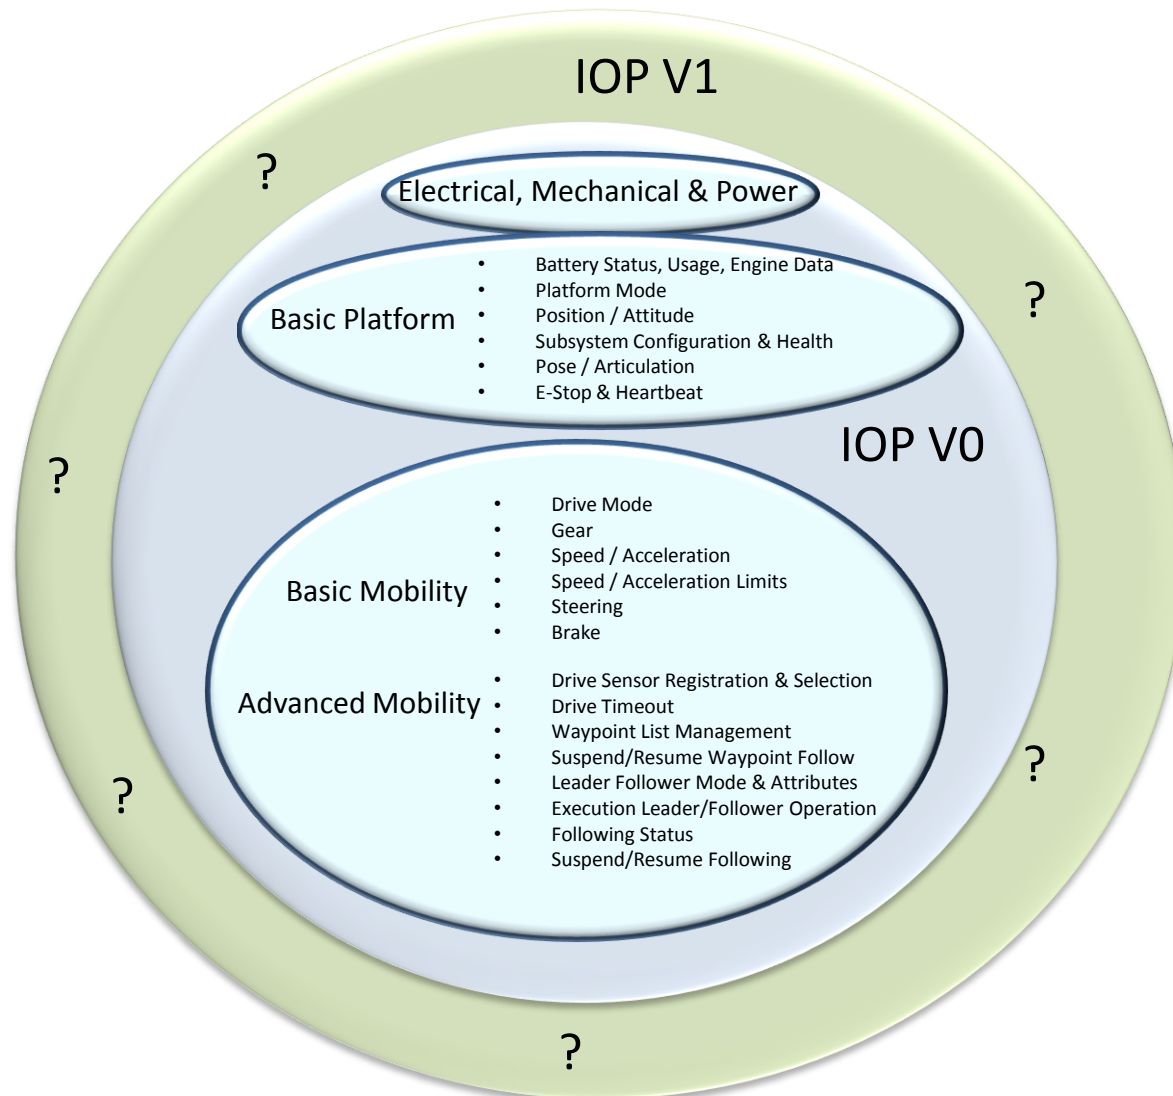 IOP V1
?
Electrical, Mechanical & Power
Basic Platform
• Battery Status, Usage, Engine Data
• Platform Mode
• Position / Attitude
• Subsystem Configuration & Health
• Pose / Articulation
• E-Stop & Heartbeat
?
IOP V0
?
Basic Mobility
• Drive Mode
• Gear
• Speed / Acceleration
• Speed / Acceleration Limits
• Steering
• Brake
Advanced Mobility
• Drive Sensor Registration & Selection
• Drive Timeout
• Waypoint List Management
• Suspend/Resume Waypoint Follow
• Leader Follower Mode & Attributes
• Execution Leader/Follower Operation
• Following Status
• Suspend/Resume Following
?
?
?